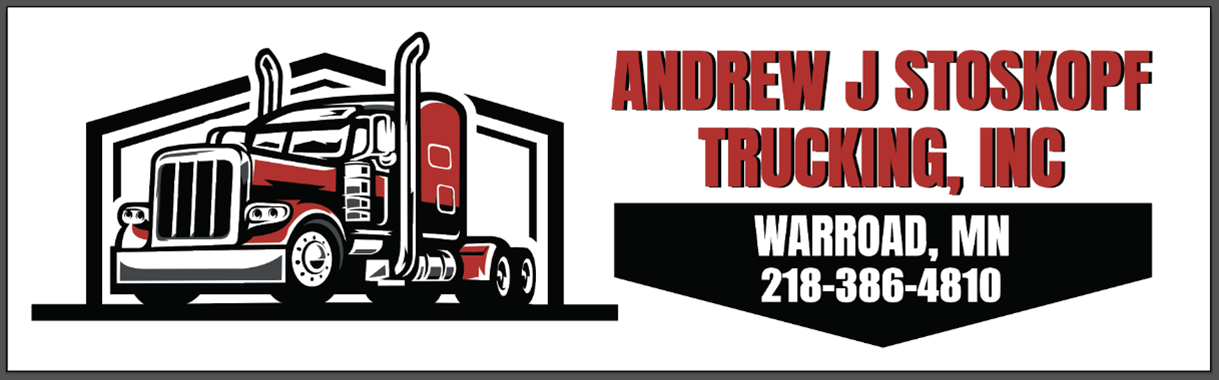 ANDREW J STOSKOPF
TRUCKING, INC
WARROAD, MN
218-386-4810